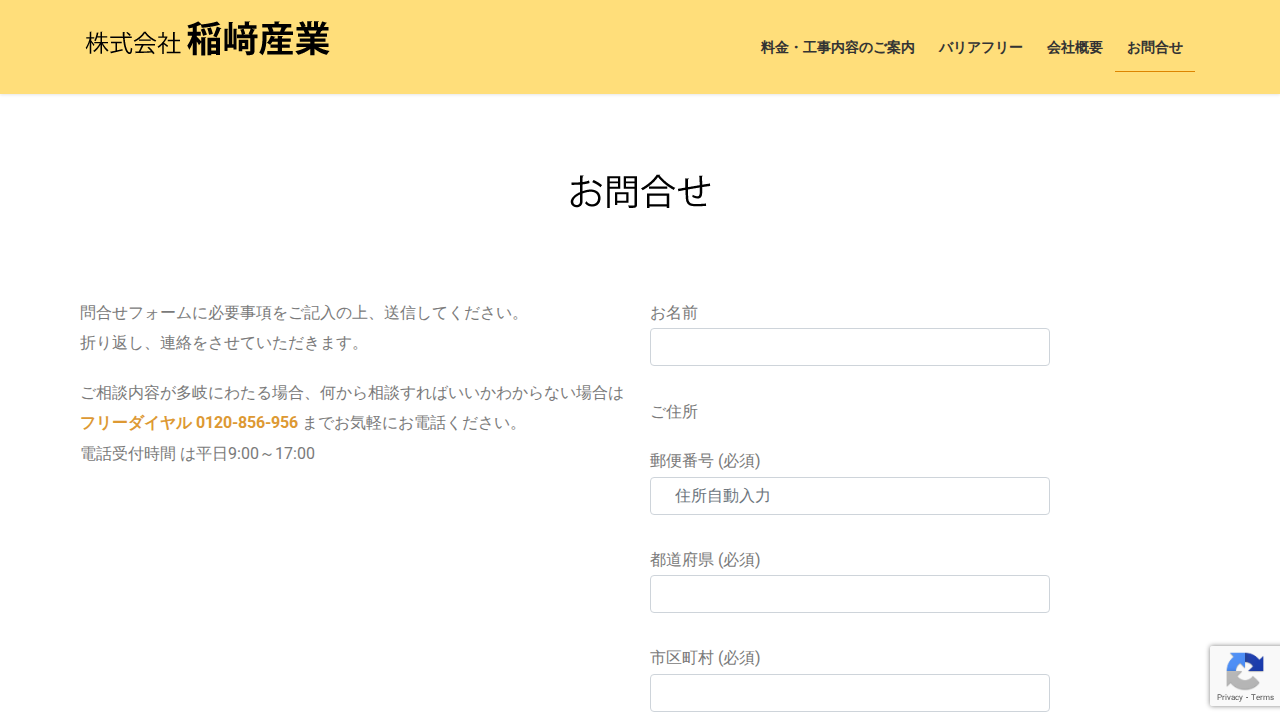 株式会社 稲﨑産業
料金・工事内容のご案内 バリアフリー 会社概要 お問合せ
お問合せ
問合せフォームに必要事項をご記入の上、送信してください。
折り返し、連絡をさせていただきます。
ご相談内容が多岐にわたる場合、何から相談すればいいかわからない場合は
フリーダイヤル 0120-856-956 までお気軽にお電話ください。
電話受付時間 は平日9:00～17:00
お名前
ご住所
郵便番号 (必須)
住所自動入力
都道府県 (必須)
市区町村 (必須)
Privacy - Terms